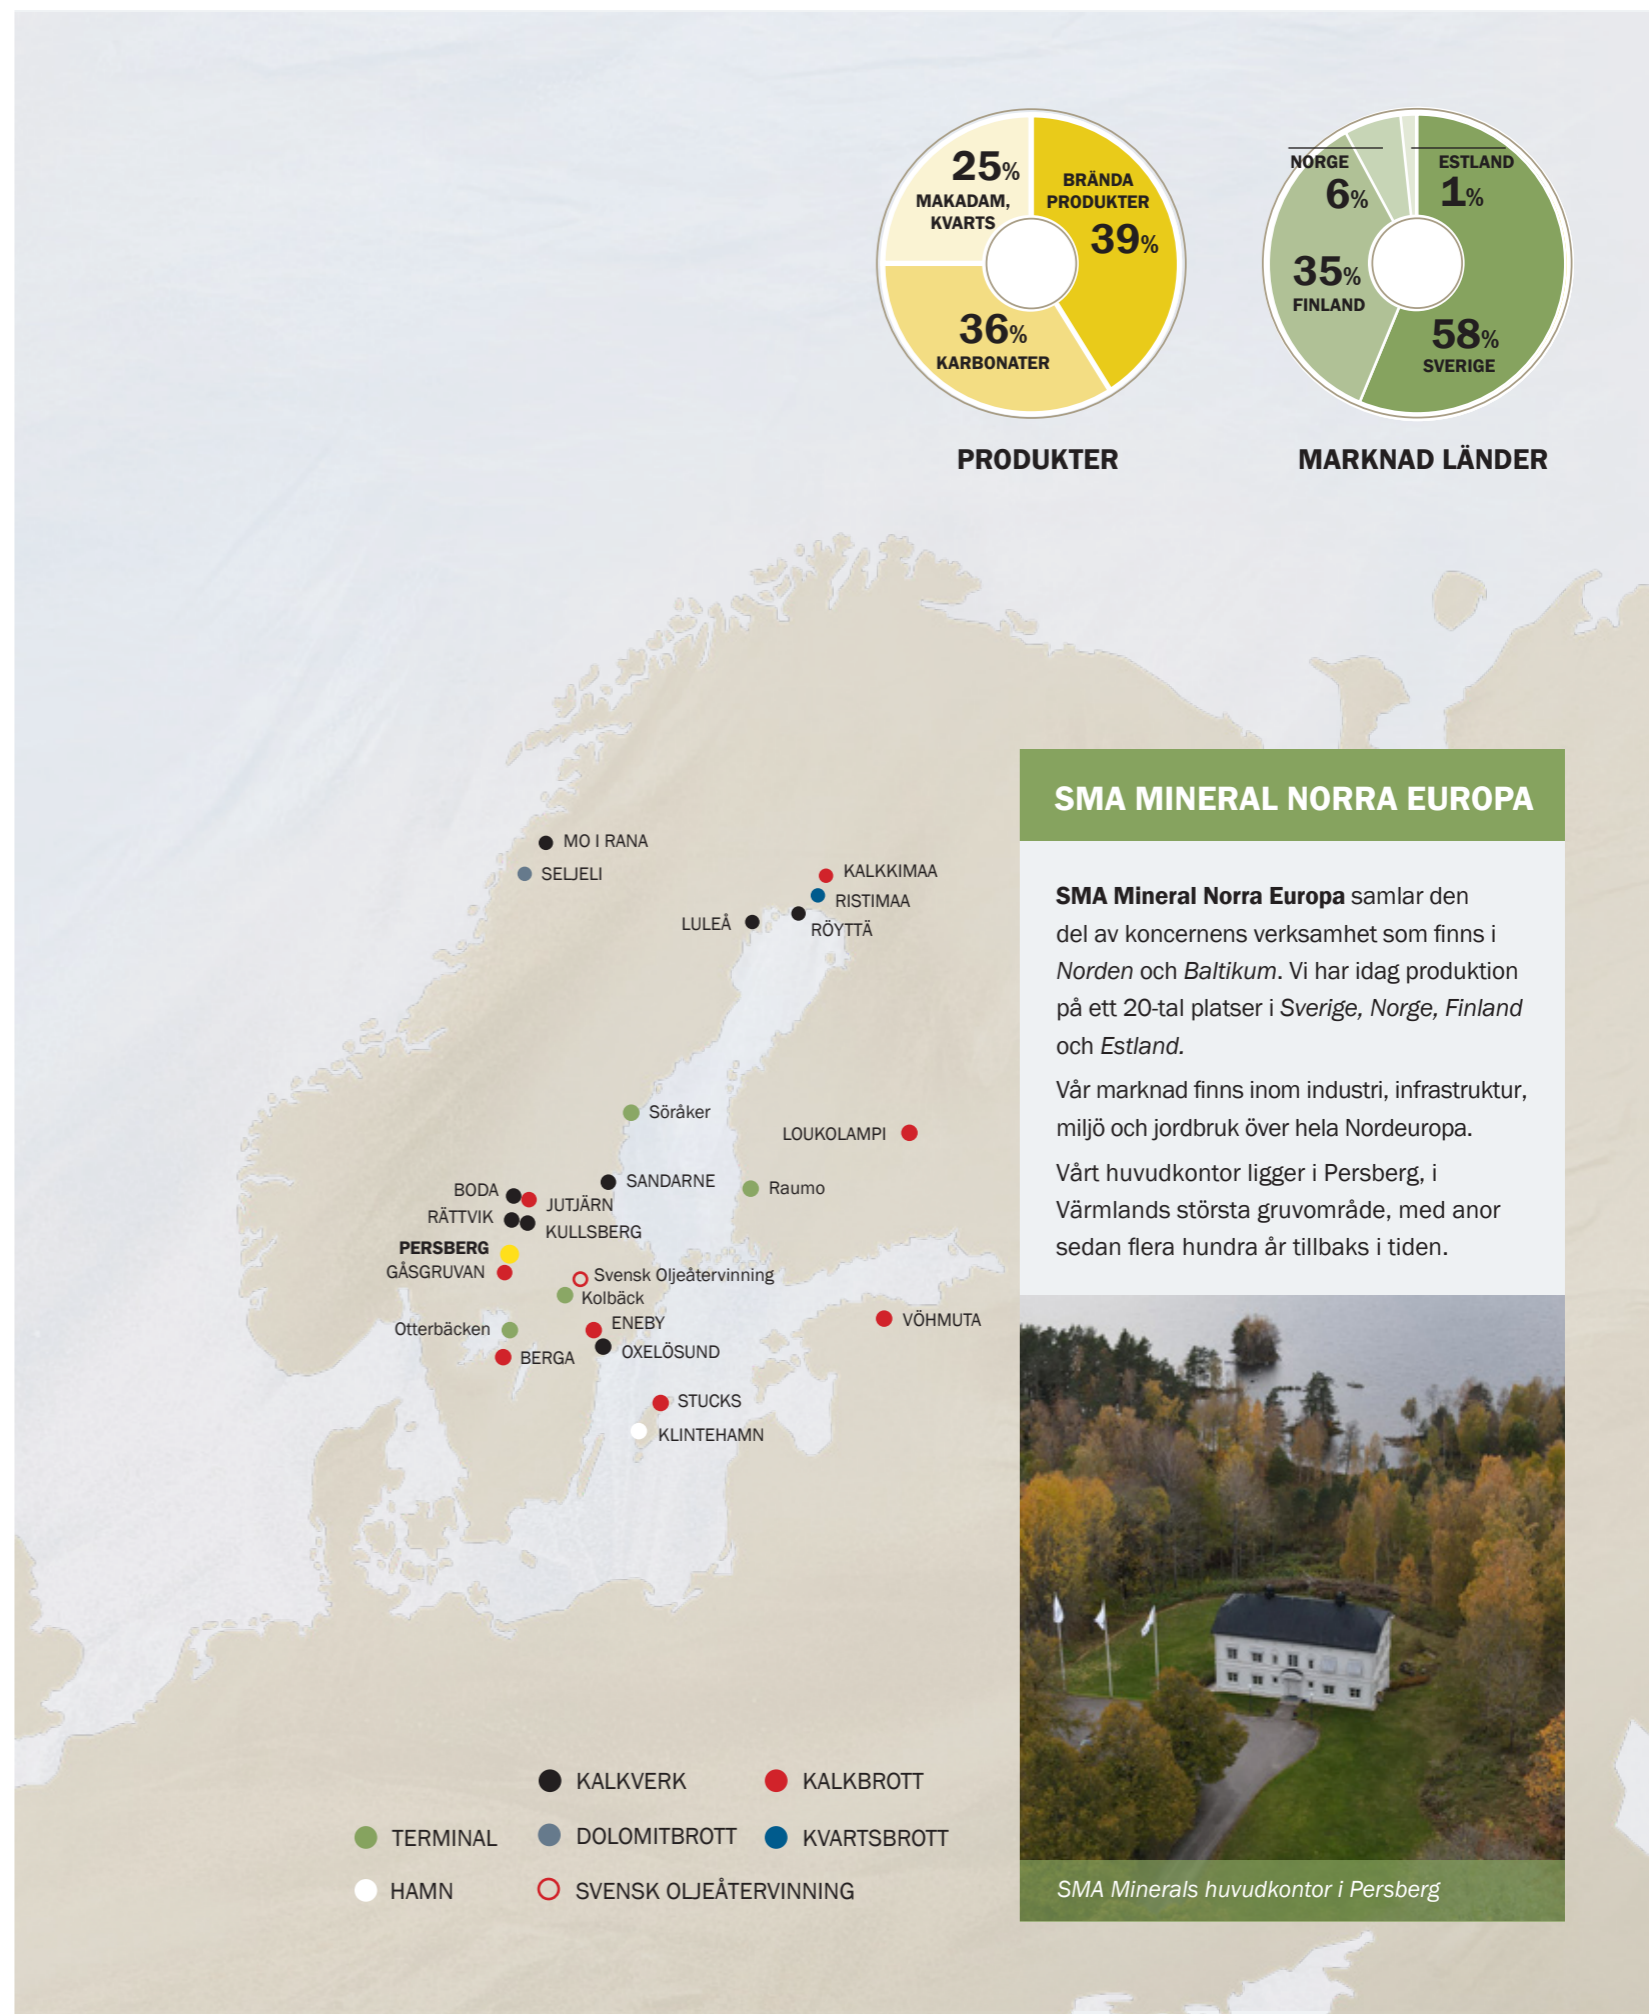 25%
MAKADAM,
KVARTS
BRÄNDA
PRODUKTER
39%
36%
KARBONATER
PRODUKTER
NORGE
6%
ESTLAND
1%
35%
FINLAND
58%
SVERIGE
MARKNAD LÄNDER
MO I RANA
SELJELI
KALKKIMAA
RISTIMAA
LULEÅ
RÖYTTÄ
Söråker
LOUKOLAMPI
SANDARNE
Raumo
BODA
JUTJÄRN
RÄTTVIK
KULLSBERG
PERSBERG
GÅSGRUVAN
Svensk Oljeåtervinning
Kolbäck
Otterbäcken
ENEBY
VÖHMUTA
BERGA
OXELÖSUND
STUCKS
KLINTEHAMN
KALKVERK
KALKBROTT
TERMINAL
DOLOMITBROTT
KVARTSBROTT
HAMN
SVENSK OLJEÅTERVINNING
SMA MINERAL NORRA EUROPA
SMA Mineral Norra Europa samlar den
del av koncernens verksamhet som finns i
Norden och Baltikum. Vi har idag produktion
på ett 20-tal platser i Sverige, Norge, Finland
och Estland.
Vår marknad finns inom industri, infrastruktur,
miljö och jordbruk över hela Nordeuropa.
Vårt huvudkontor ligger i Persberg, i
Värmlands största gruvområde, med anor
sedan flera hundra år tillbaks i tiden.
SMA Minerals huvudkontor i Persberg